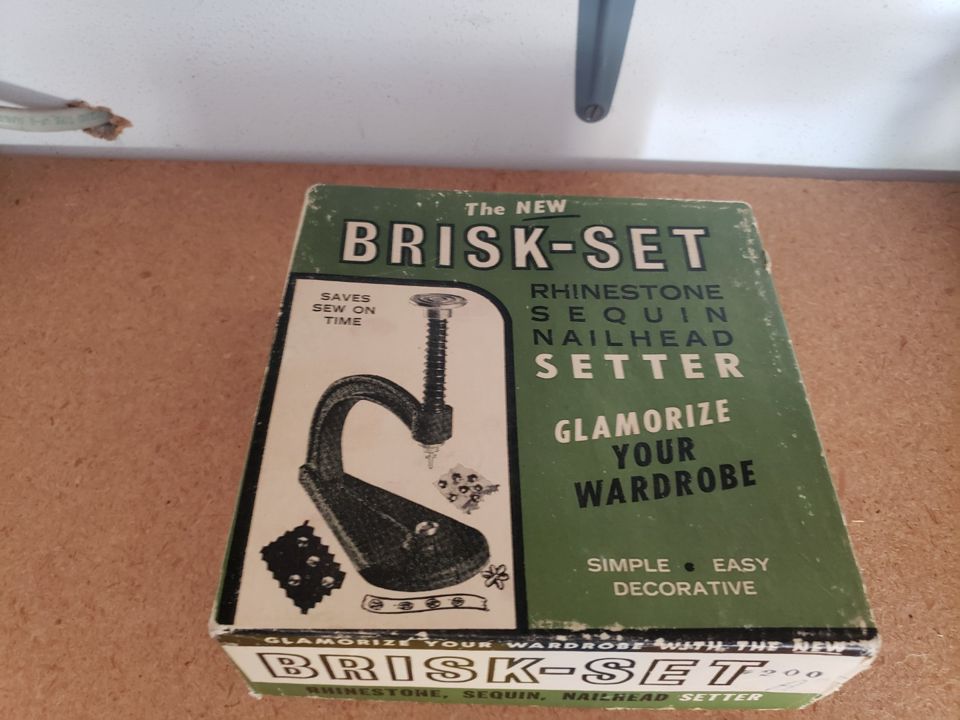 The NEW
BRISK-SET
RHINESTONE
SEQUIN
NAILHEAD
SETTER
SAVES
SEW ON
TIME
GLAMORIZE
YOUR
WARDROBE
SIMPLE • EASY
DECORATIVE
GLAMORIZE YOUR WARDROBE WITH THE NEW
BRISK-SET
200
RHINESTONE, SEQUIN, NAILHEAD SETTER